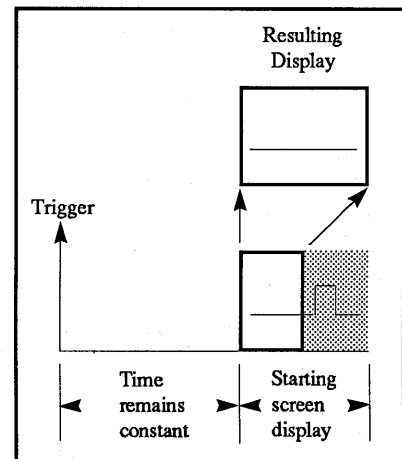 Resulting
Display
Trigger
Time
remains
constant
Starting
screen
display